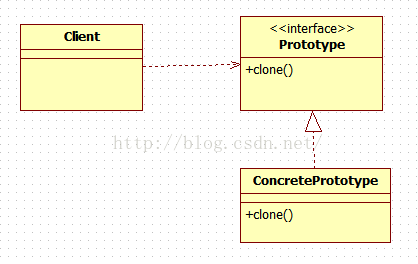 Client
<<interface>>
Prototype
+clone()
http://blog.csdn.net/
ConcretePrototype
+clone()